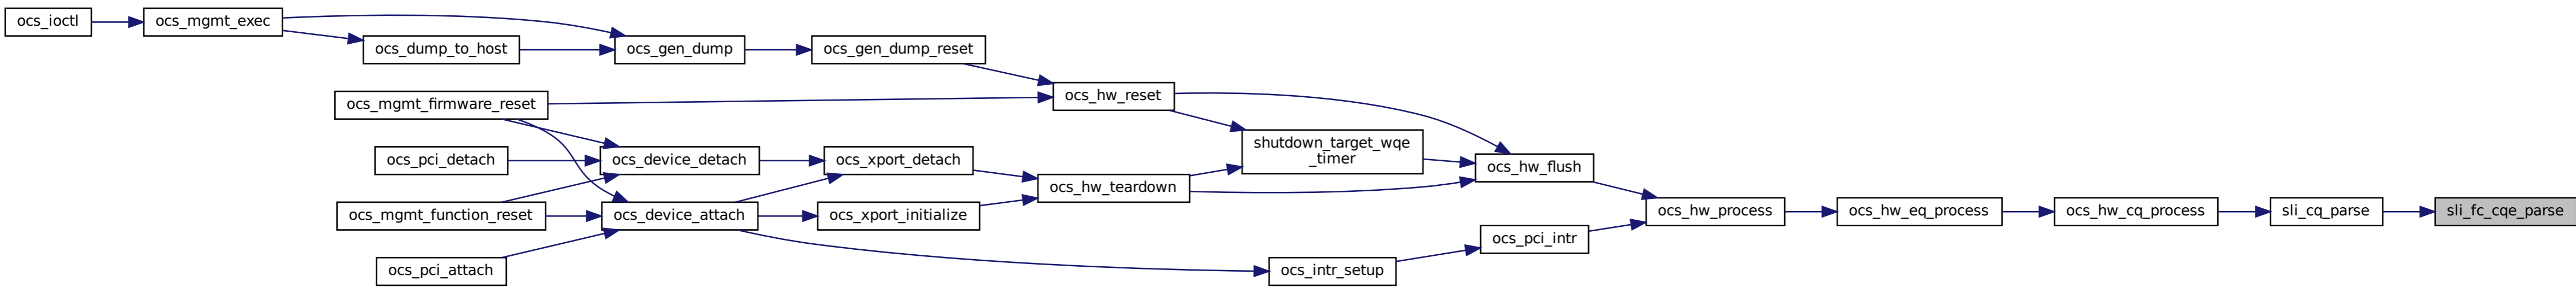 ocs_ioctl
ocs_mgmt_exec
ocs_dump_to_host
ocs_gen_dump
ocs_gen_dump_reset
ocs_mgmt_firmware_reset
ocs_hw_reset
shutdown_target_wqe
_timer
ocs_pci_detach
ocs_device_detach
ocs_xport_detach
ocs_hw_flush
ocs_hw_teardown
ocs_mgmt_function_reset
ocs_device_attach
ocs_xport_initialize
ocs_hw_process
ocs_hw_eq_process
ocs_hw_cq_process
sli_cq_parse
sli_fc_cqe_parse
ocs_pci_intr
ocs_pci_attach
ocs_intr_setup